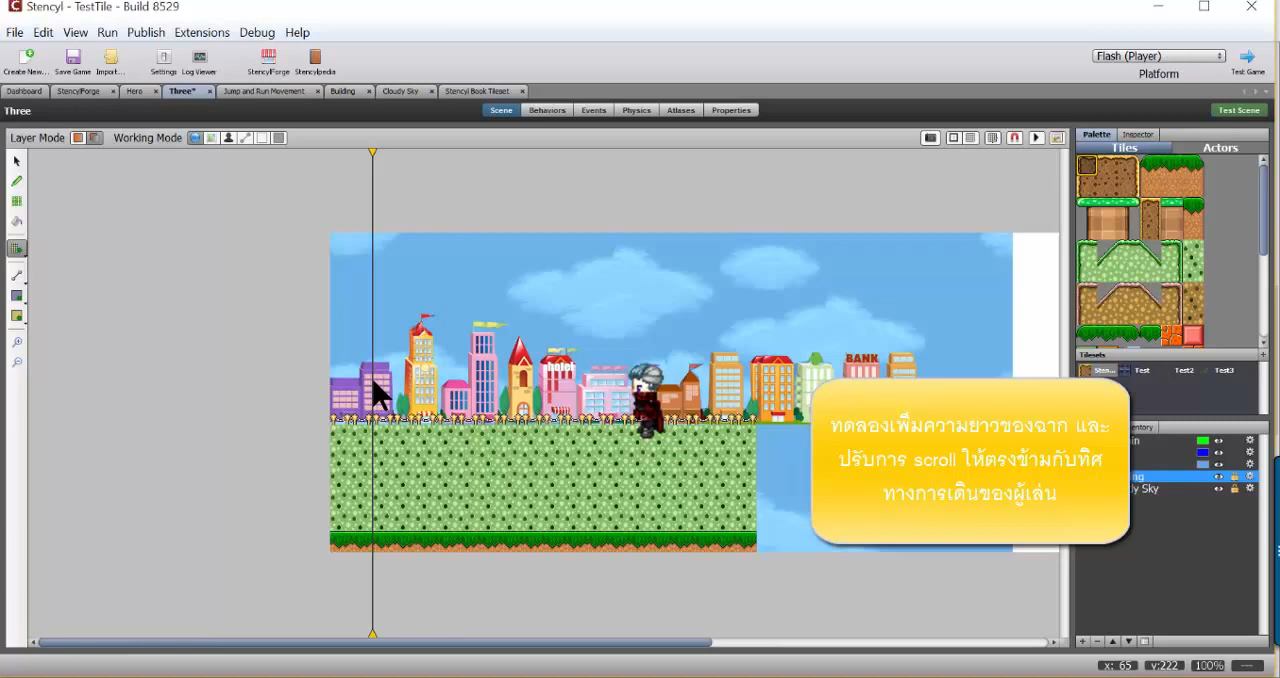 Stencyl - TestTile - Build 8529
File Edit View Run Publish Extensions Debug Help
Create New... Save Game Import... Settings Log Viewer StencylForge Stencylpedia
Flash (Player)
Platform
Test Game
Dashboard StencylForge Hero Three* Jump and Run Movement Building Cloudy Sky Stencyl Book Tileset
Three
Scene Behaviors Events Physics Atlases Properties
Test Scene
Layer Mode Working Mode
Palette Inspector
Tiles Actors
hotel
BANK
Tilesets
Sten... Test Test2 Test3
ทดลองเพิ่มความยาวของฉาก และ
ปรับการ scroll ให้ตรงข้ามกับทิศ
ทางการเดินของผู้เล่น
x: 65 y:222 100%